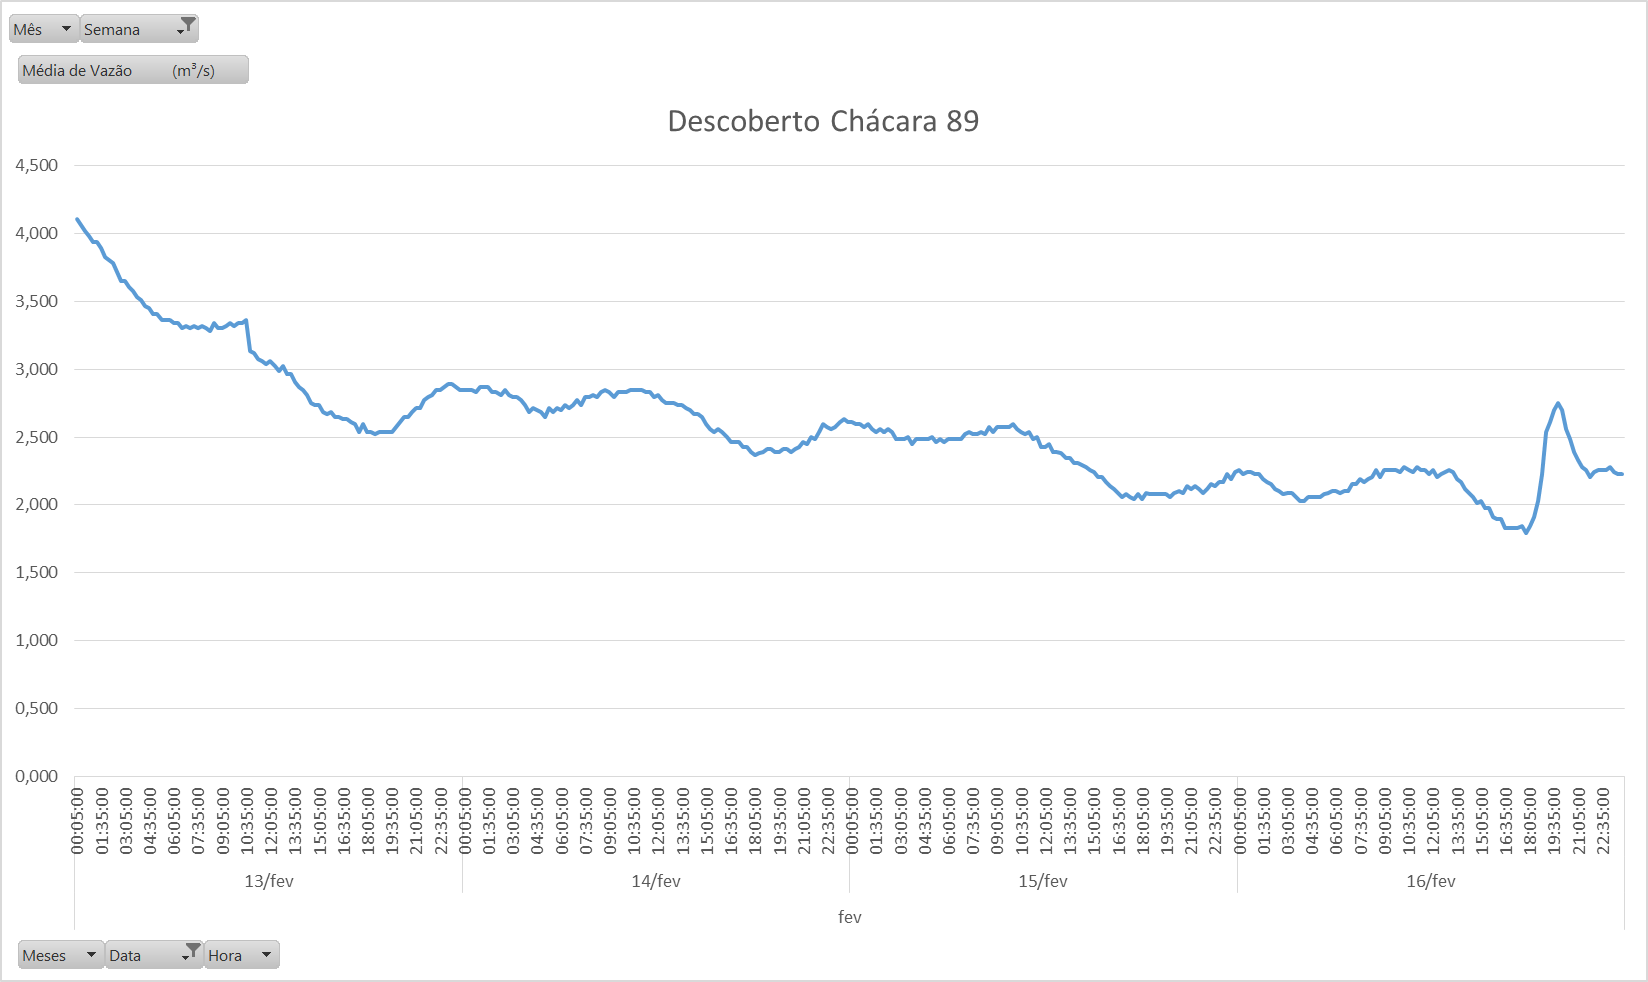 Mês Semana
Média de Vazão (m³/s)
Descoberto Chácara 89
4,500
4,000
3,500
3,000
2,500
2,000
1,500
1,000
0,500
0,000
00:05:00 01:35:00 03:05:00 04:35:00 06:05:00 07:35:00 09:05:00 10:35:00 12:05:00 13:35:00 15:05:00 16:35:00 18:05:00 19:35:00 21:05:00 22:35:00 00:05:00 01:35:00 03:05:00 04:35:00 06:05:00 07:35:00 09:05:00 10:35:00 12:05:00 13:35:00 15:05:00 16:35:00 18:05:00 19:35:00 21:05:00 22:35:00 00:05:00 01:35:00 03:05:00 04:35:00 06:05:00 07:35:00 09:05:00 10:35:00 12:05:00 13:35:00 15:05:00 16:35:00 18:05:00 19:35:00 21:05:00 22:35:00 00:05:00 01:35:00 03:05:00 04:35:00 06:05:00 07:35:00 09:05:00 10:35:00 12:05:00 13:35:00 15:05:00 16:35:00 18:05:00 19:35:00 21:05:00 22:35:00
13/fev 14/fev 15/fev 16/fev
fev
Meses Data Hora